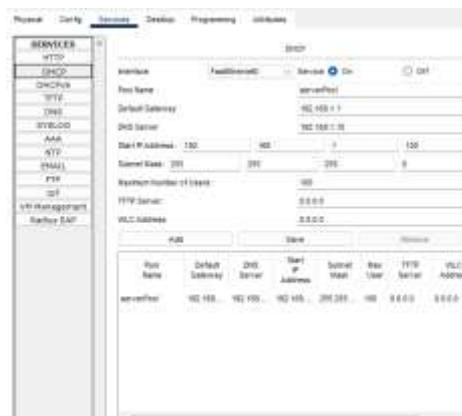 Physical Config Services Desktop Programming Attributes
SERVICES
HTTP
DHCP
DHCPv6
TFTP
DNS
SYSLOG
AAA
NTP
EMAIL
FTP
IoT
VM Management
Radius EAP
DHCP
Interface FastEthernet0 Service On Off
Pool Name serverPool
Default Gateway 192.168.1.1
DNS Server 192.168.1.10
Start IP Address : 192 168 1 100
Subnet Mask: 255 255 255 0
Maximum Number of Users : 100
TFTP Server: 0.0.0.0
WLC Address: 0.0.0.0
Add Save Remove
Pool Name Default Gateway DNS Server Start IP Address Subnet Mask Max User TFTP Server WLC Address
serverPool 192.168.... 192.168.... 192.168.... 255.255.... 100 0.0.0.0 0.0.0.0